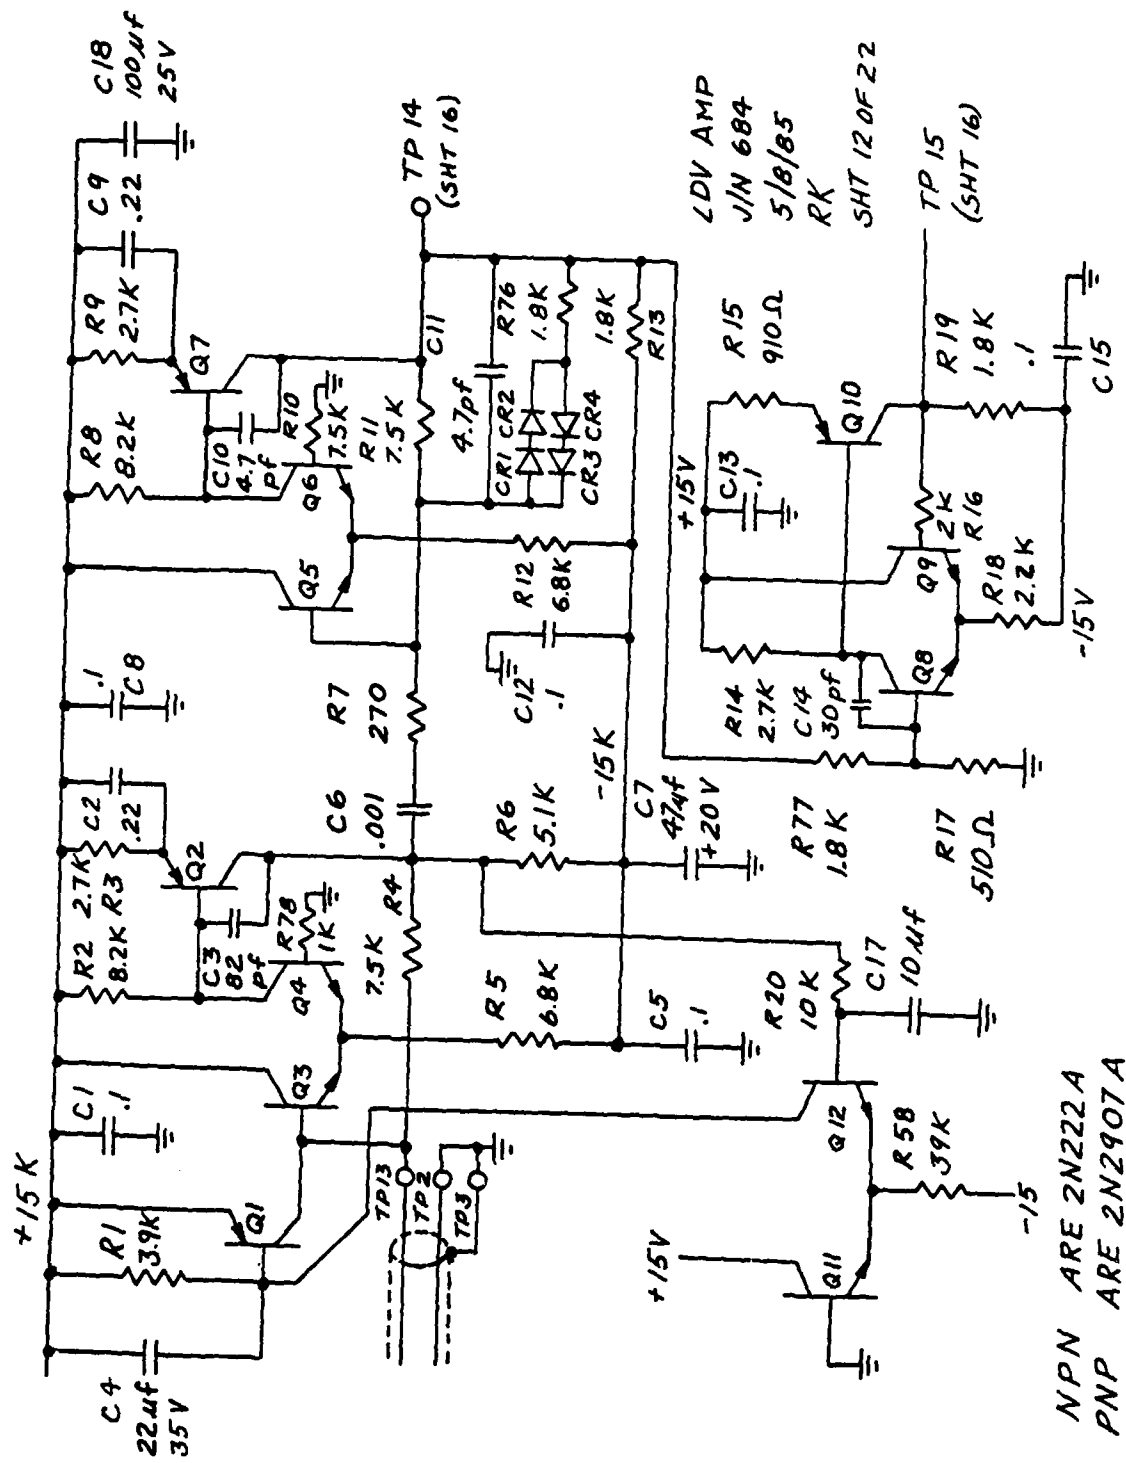 +15K
C4
22µf
35V
R1
3.9K
Q1
C1
.1
Q3
R2
8.2K
2.7K
R3
C2
.22
Q2
C3
82
pf
R78
1K
Q4
.1
C8
R8
8.2K
R9
2.7K
C9
.22
C18
100µf
25V
Q7
C10
4.7
pf
R10
7.5K
Q6
Q5
R11
7.5K
C11
4.7pf
TP 14
(SHT 16)
TP13
TP2
TP3
7.5K
R4
C6
.001
R7
270
R5
6.8K
R6
5.1K
C12
.1
R12
6.8K
CR1
CR2
CR3
CR4
R76
1.8K
1.8K
R13
-15K
C5
.1
C7
47µf
+20V
+15V
Q11
Q12
R58
39K
-15
R20
10K
C17
10µf
R77
1.8K
R17
510Ω
R14
2.7K
C14
30pf
+15V
C13
.1
R15
910Ω
Q10
Q8
Q9
2K
R16
R18
2.2K
-15V
R19
1.8K
.1
C15
TP 15
(SHT 16)
LDV AMP
J/N 684
5/8/85
RK
SHT 12 OF 22
NPN ARE 2N222A
PNP ARE 2N2907A